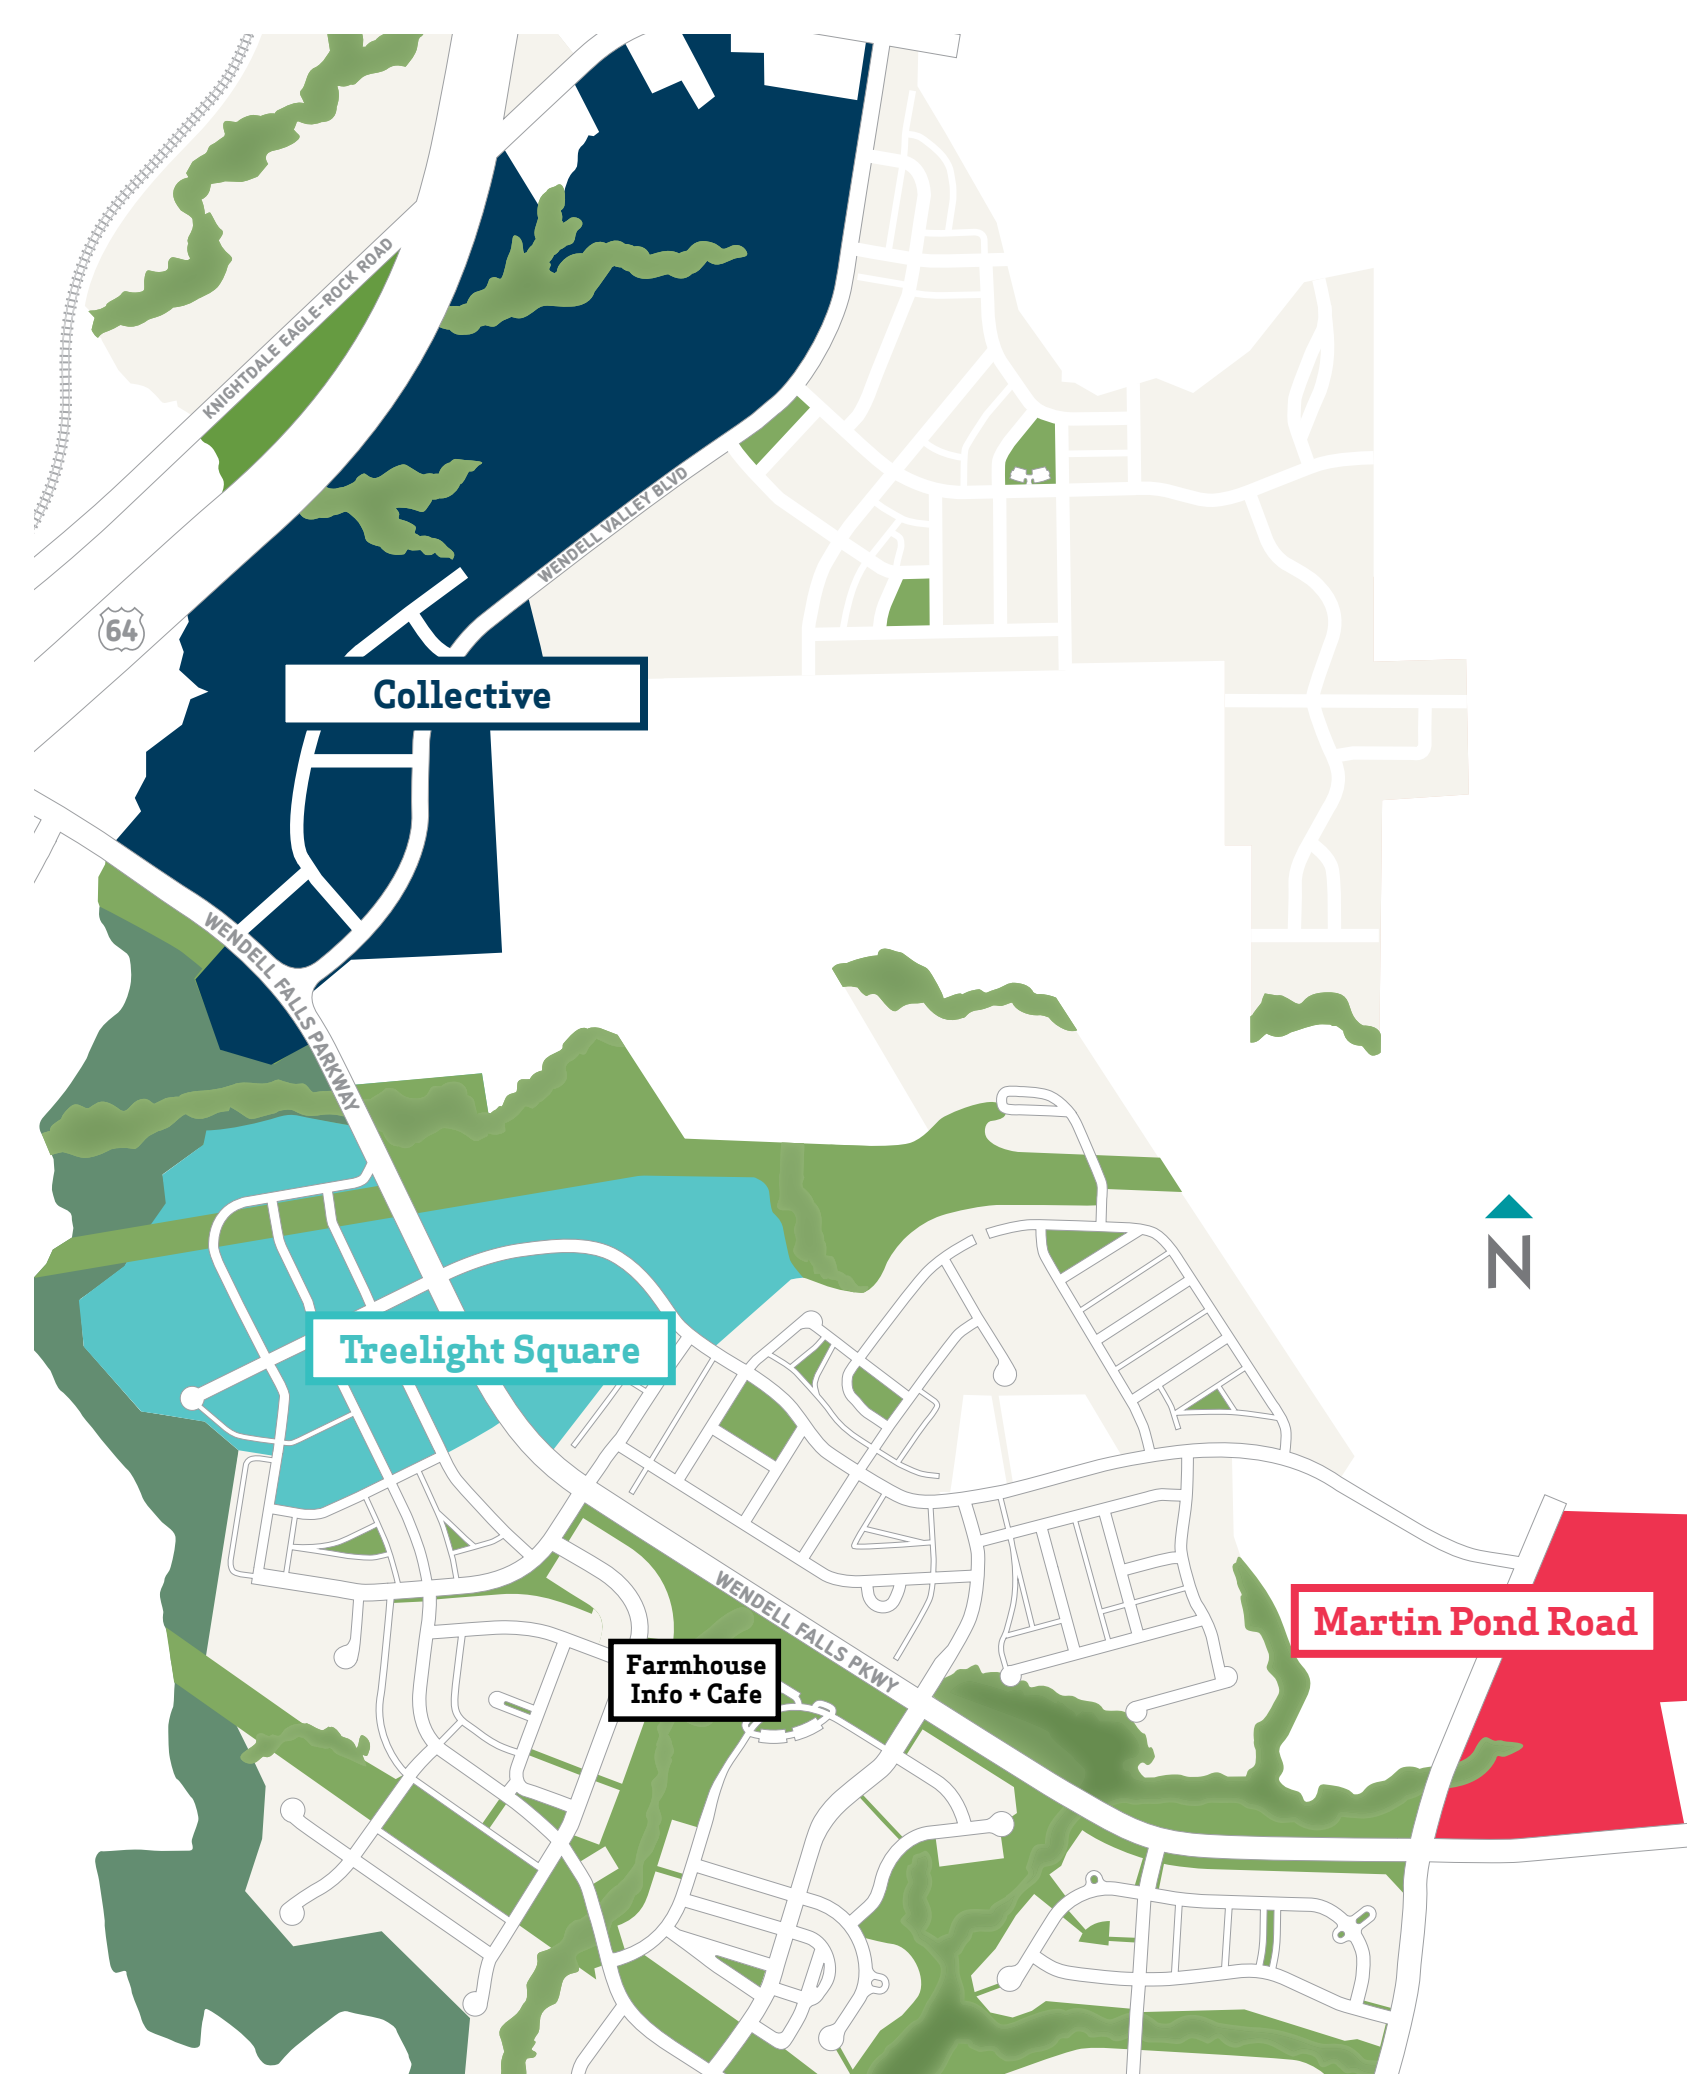 KNIGHTDALE EAGLE-ROCK ROAD
WENDELL VALLEY BLVD
64
Collective
WENDELL FALLS PARKWAY
N
Treelight Square
WENDELL FALLS PKWY
Martin Pond Road
Farmhouse
Info + Cafe